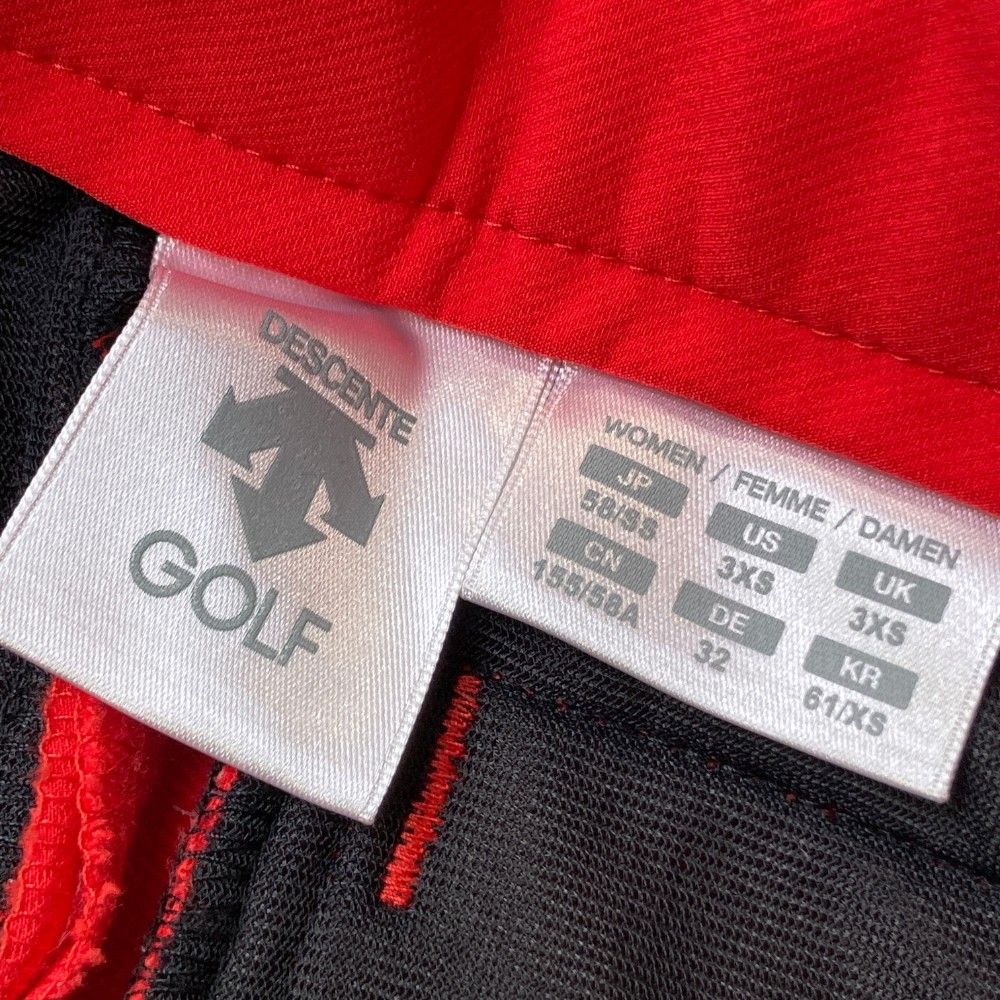 DESCENTE
GOLF
WOMEN / FEMME / DAMEN
JP US UK
58/SS 3XS 3XS
CN DE KR
155/58A 32 61/XS